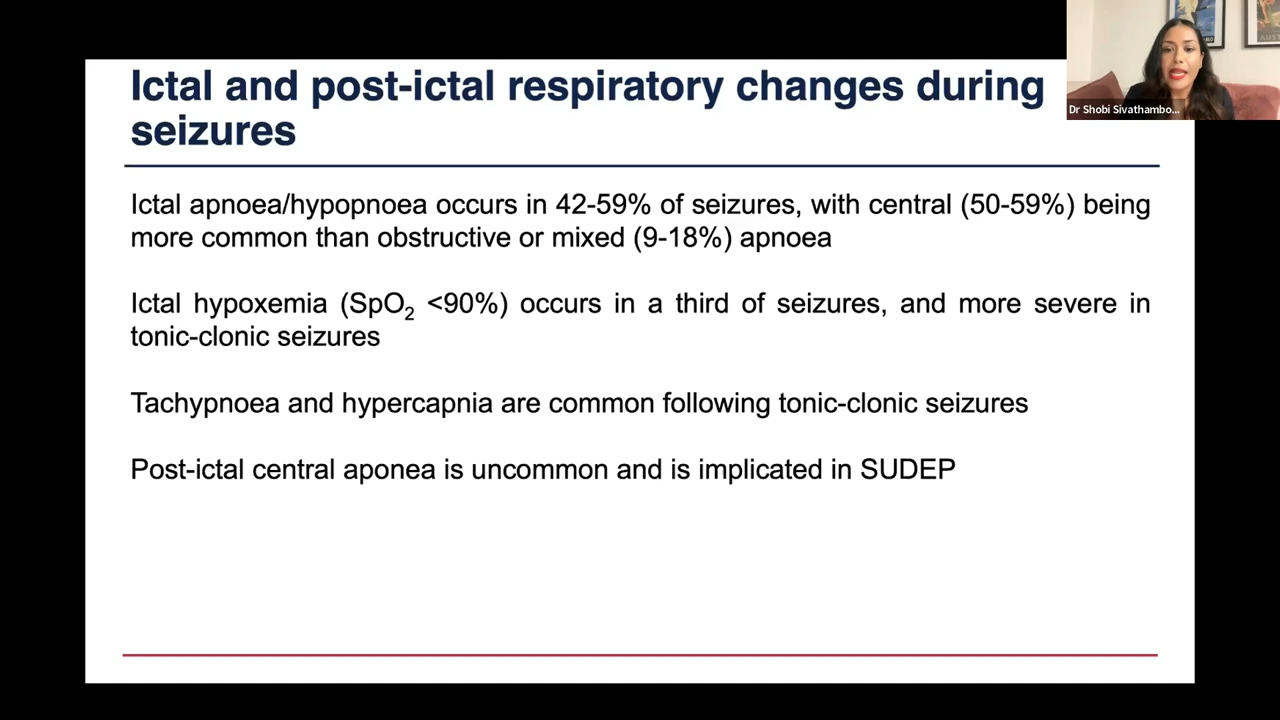 Ictal and post-ictal respiratory changes during
seizures
Dr Shobi Sivathambo...
Ictal apnoea/hypopnoea occurs in 42-59% of seizures, with central (50-59%) being
more common than obstructive or mixed (9-18%) apnoea
Ictal hypoxemia (SpO₂ <90%) occurs in a third of seizures, and more severe in
tonic-clonic seizures
Tachypnoea and hypercapnia are common following tonic-clonic seizures
Post-ictal central aponea is uncommon and is implicated in SUDEP